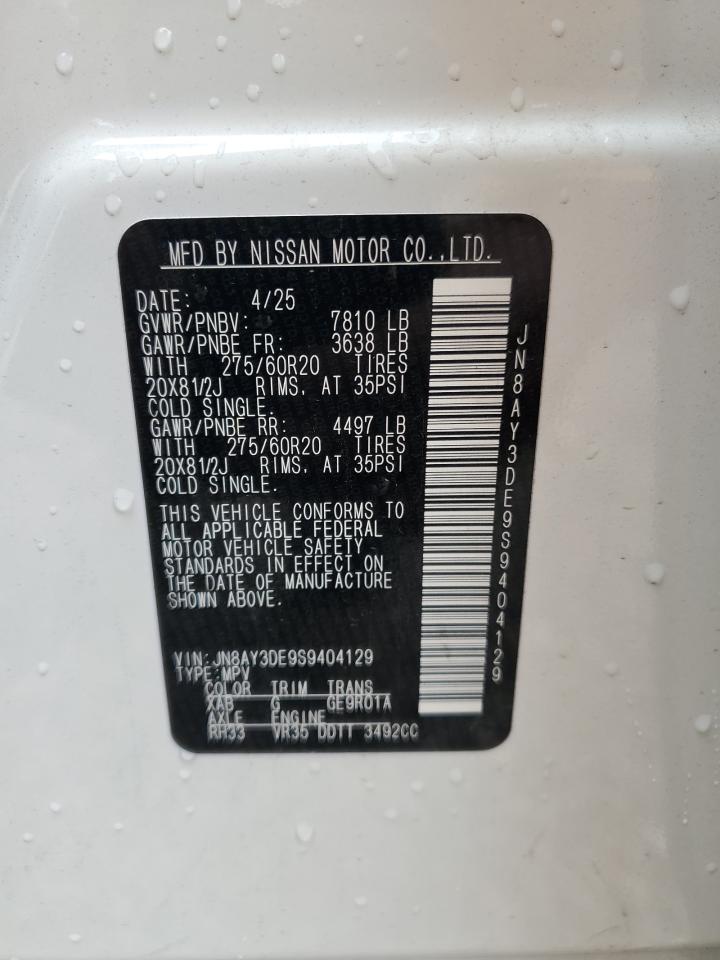 MFD BY NISSAN MOTOR CO.,LTD.
DATE: 4/25
GVWR/PNBV: 7810 LB
GAWR/PNBE FR: 3638 LB
WITH 275/60R20 TIRES
20X81/2J RIMS, AT 35PSI
COLD SINGLE.
GAWR/PNBE RR: 4497 LB
WITH 275/60R20 TIRES
20X81/2J RIMS, AT 35PSI
COLD SINGLE.
THIS VEHICLE CONFORMS TO
ALL APPLICABLE FEDERAL
MOTOR VEHICLE SAFETY
STANDARDS IN EFFECT ON
THE DATE OF MANUFACTURE
SHOWN ABOVE.
VIN:JN8AY3DE9S9404129
TYPE:MPV
COLOR TRIM TRANS
XAB G GE9R01A
AXLE ENGINE
RH33 VR35 DDTT 3492CC
JN8AY3DE9S9404129